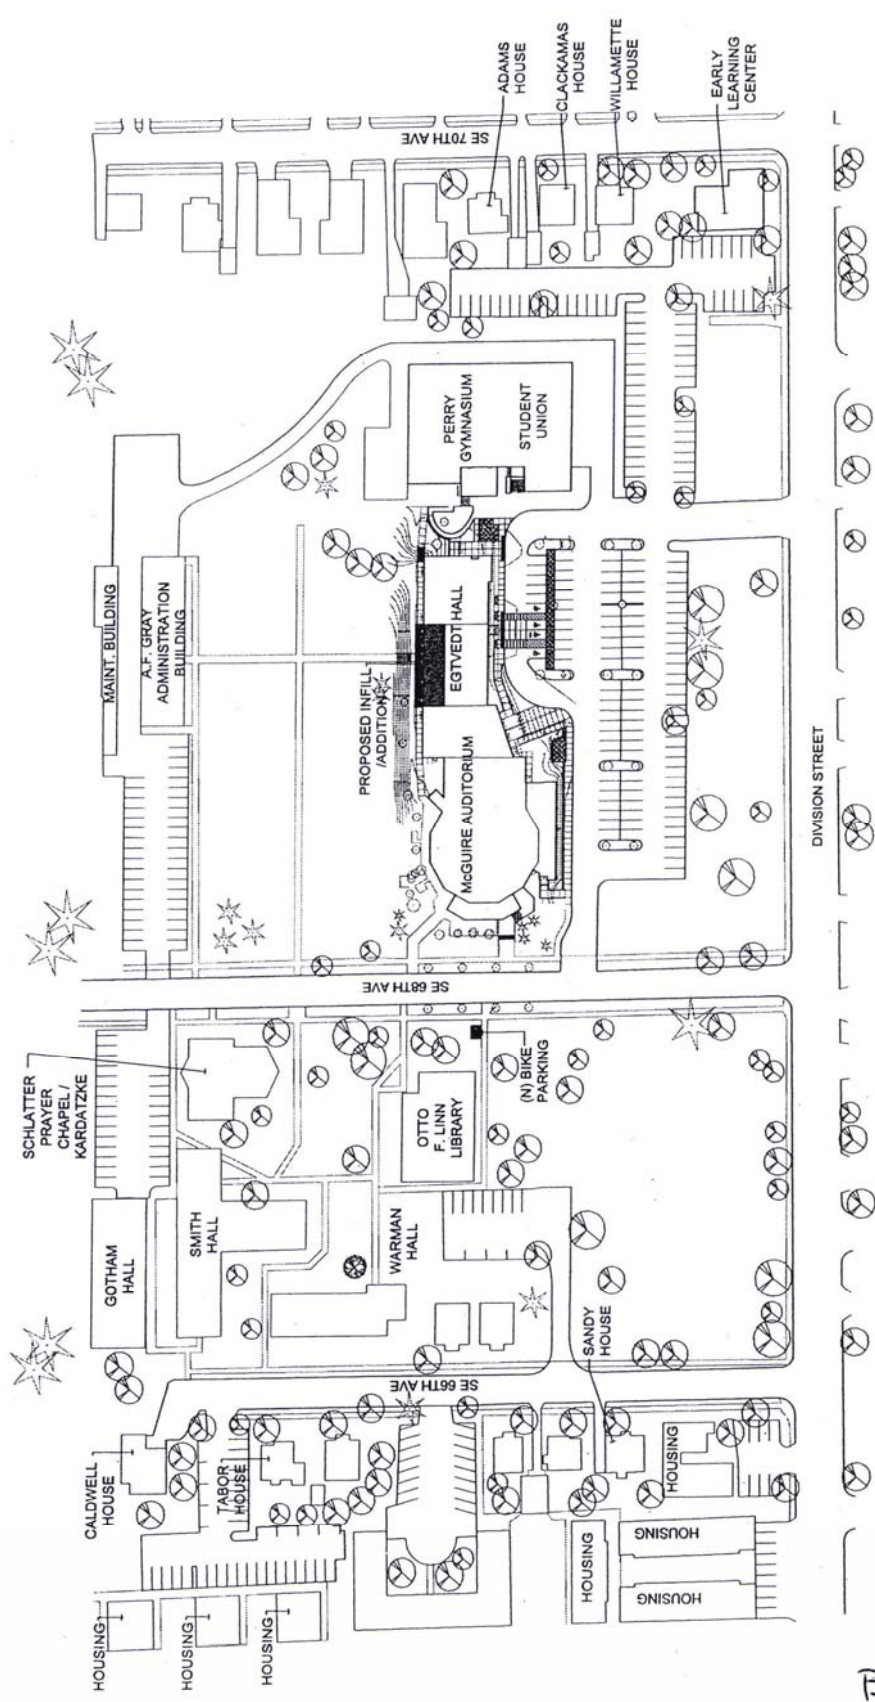 ADAMS
HOUSE
CLACKAMAS
HOUSE
WILLAMETTE
HOUSE
EARLY
LEARNING
CENTER
SE 70TH AVE
PERRY
GYMNASIUM
STUDENT
UNION
MAINT. BUILDING
A.F. GRAY
ADMINISTRATION
BUILDING
PROPOSED INFILL
/ADDITION
EGTVEDT HALL
McGUIRE AUDITORIUM
DIVISION STREET
SE 68TH AVE
SCHLATTER
PRAYER
CHAPEL /
KARDATZKE
(N) BIKE
PARKING
OTTO
F. LINN
LIBRARY
GOTHAM
HALL
SMITH
HALL
WARMAN
HALL
SANDY
HOUSE
SE 66TH AVE
CALDWELL
HOUSE
TABOR
HOUSE
HOUSING
HOUSING
HOUSING
HOUSING
HOUSING
HOUSING
HOUSING